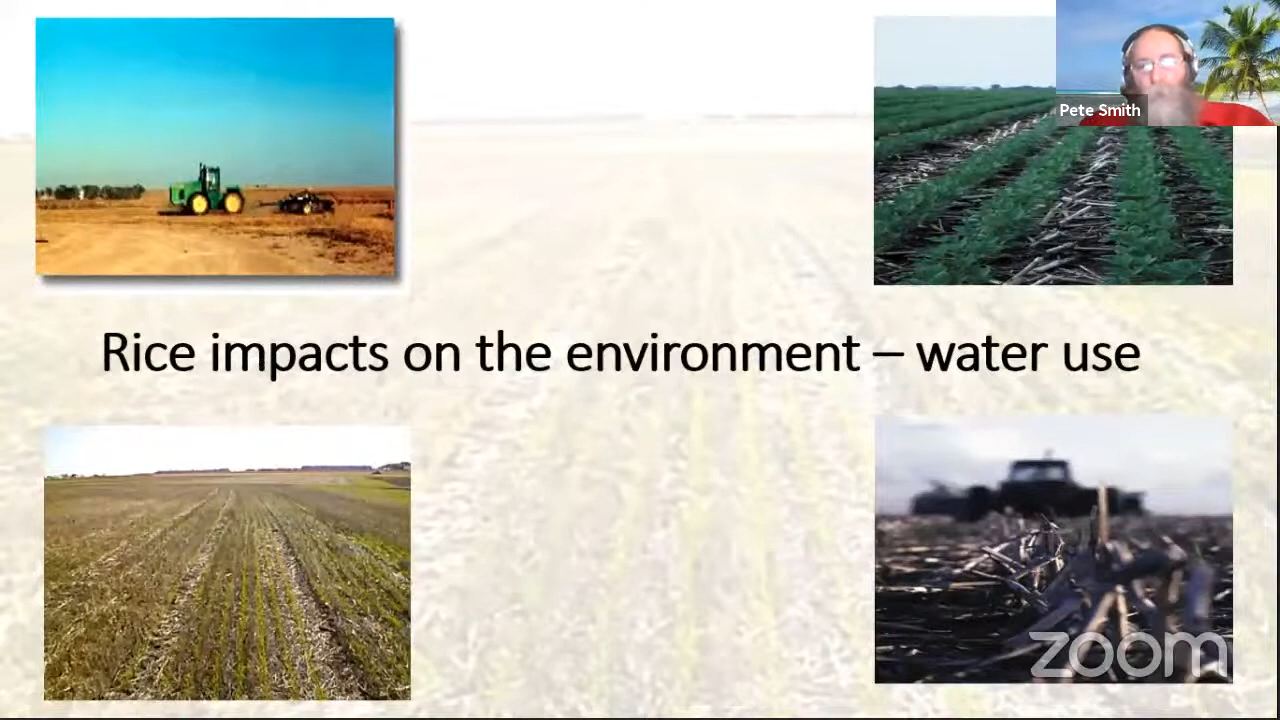 Pete Smith
Rice impacts on the environment – water use
zoom